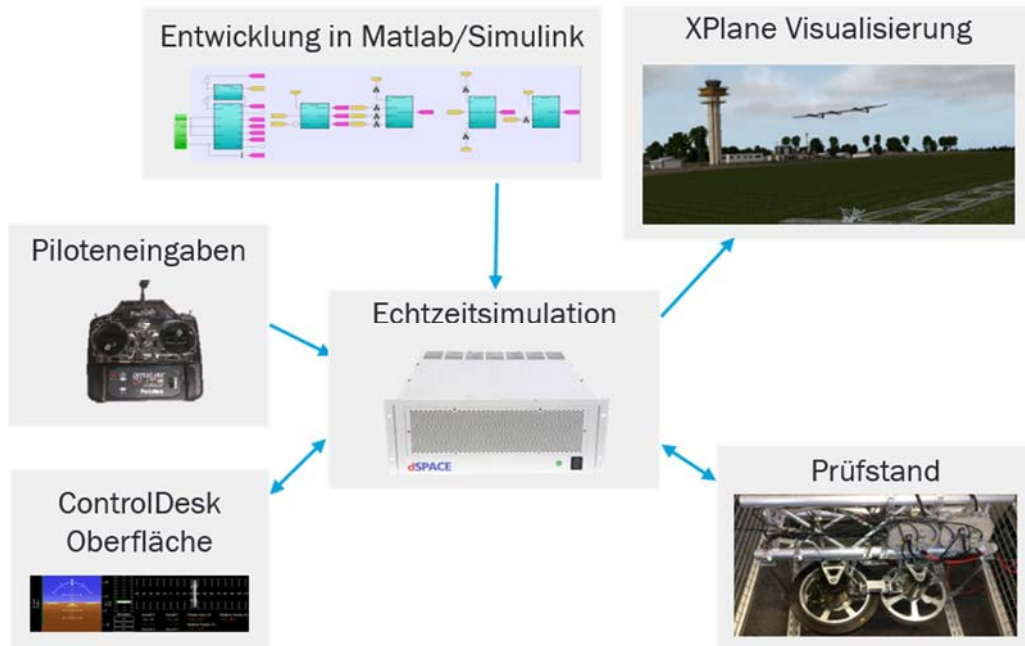 Entwicklung in Matlab/Simulink
XPlane Visualisierung
Piloteneingaben
Echtzeitsimulation
dSPACE
ControlDesk
Oberfläche
Prüfstand